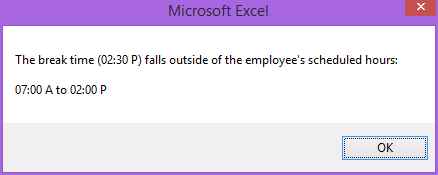 Microsoft Excel
The break time (02:30 P) falls outside of the employee's scheduled hours:
07:00 A to 02:00 P
OK